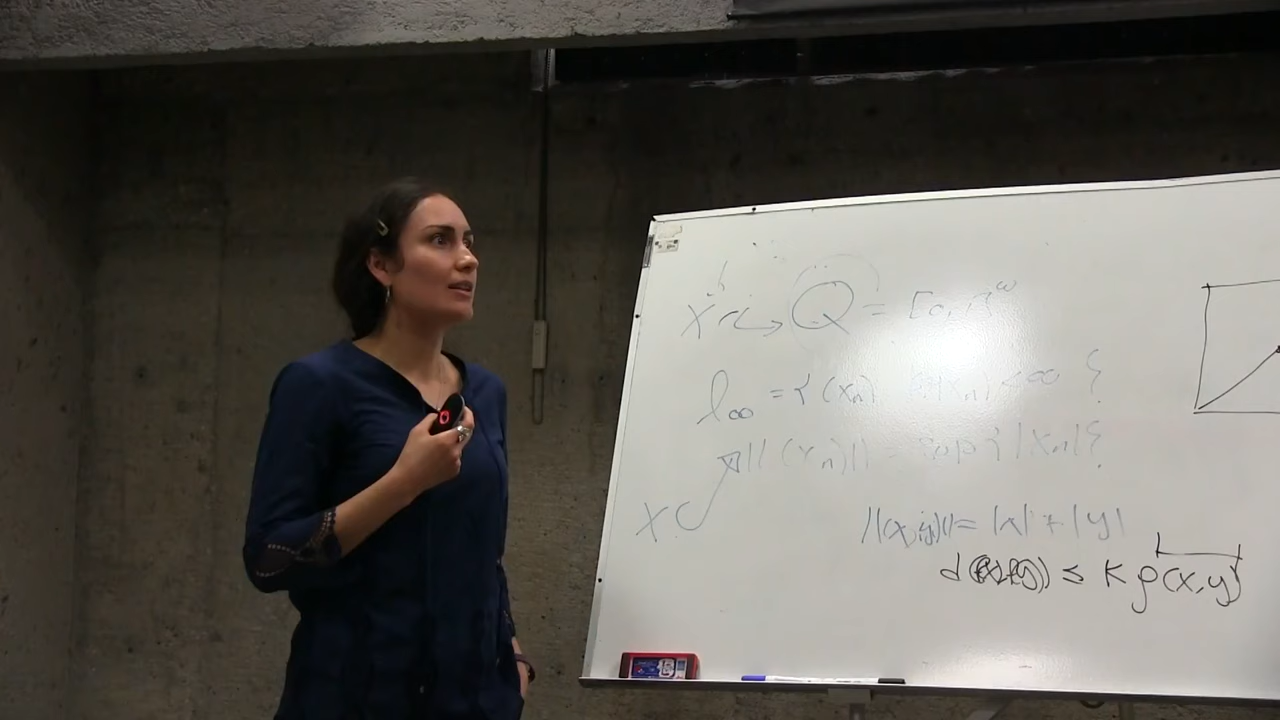 X ↪ Q = [0,1]^ω
l∞ = {(xₙ) (xₙ) < ∞ }
||(xₙ)|| sup{|xₙ|}
X
||(x,y)|| = |x| + |y|
d(f(x),f(y)) ≤ K ρ(x,y)